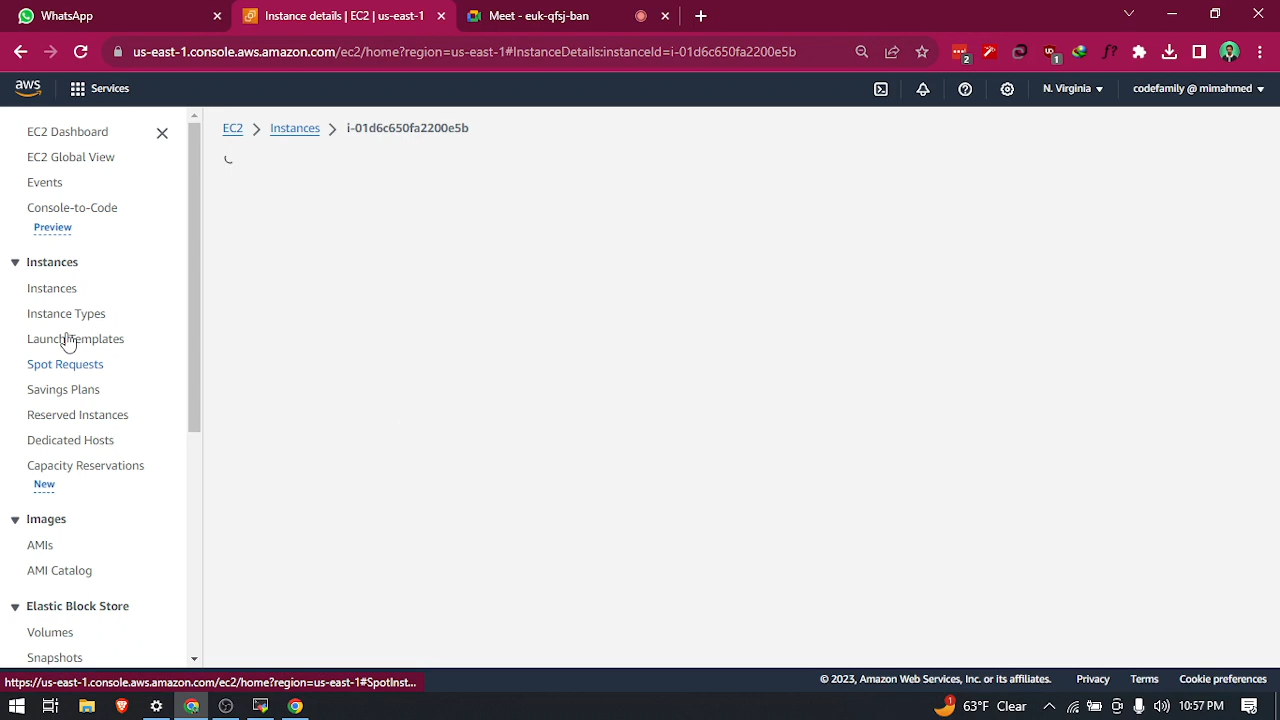 WhatsApp
Instance details | EC2 | us-east-1
Meet - euk-qfsj-ban
us-east-1.console.aws.amazon.com/ec2/home?region=us-east-1#InstanceDetails:instanceId=i-01d6c650fa2200e5b
2
f?
1
aws
Services
N. Virginia
codefamily @ mimahmed
EC2 Dashboard
EC2 Global View
Events
Console-to-Code
Preview
Instances
Instances
Instance Types
Launch Templates
Spot Requests
Savings Plans
Reserved Instances
Dedicated Hosts
Capacity Reservations
New
Images
AMIs
AMI Catalog
Elastic Block Store
Volumes
Snapshots
EC2
Instances
i-01d6c650fa2200e5b
https://us-east-1.console.aws.amazon.com/ec2/home?region=us-east-1#SpotInst...
© 2023, Amazon Web Services, Inc. or its affiliates.
Privacy
Terms
Cookie preferences
1
63°F Clear
10:57 PM